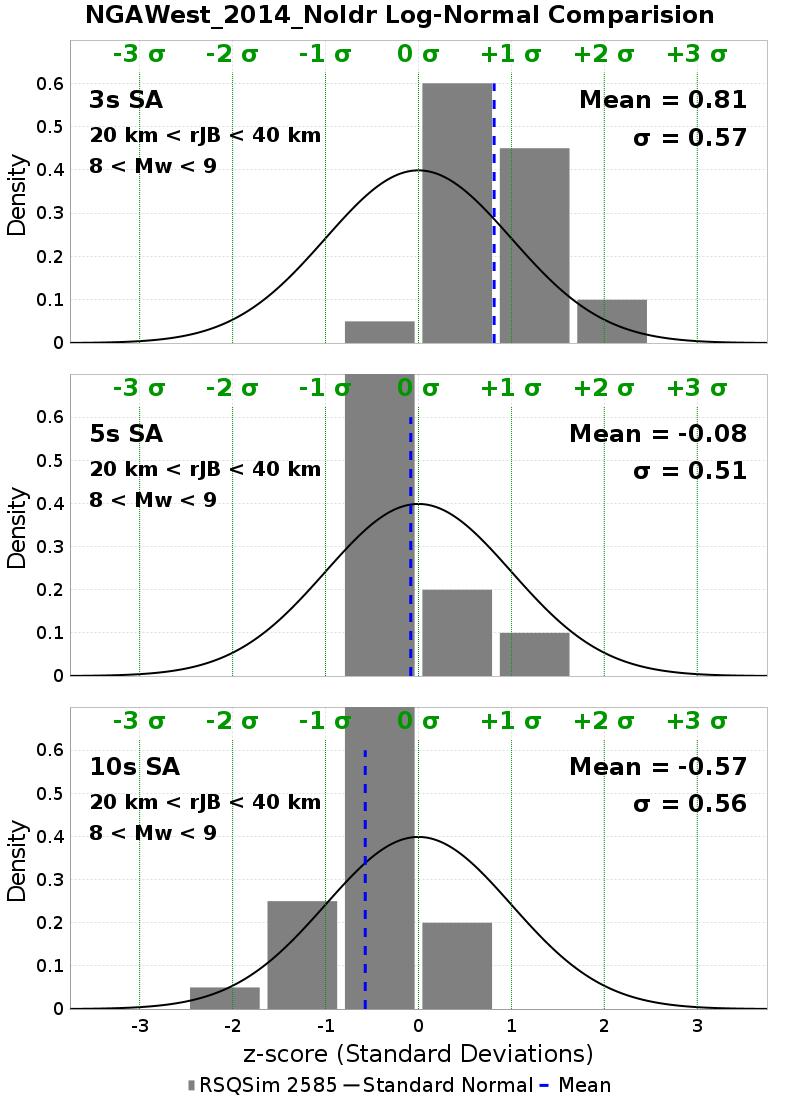 NGAWest_2014_NoIdr Log-Normal Comparision
-3 σ -2 σ -1 σ 0 σ +1 σ +2 σ +3 σ
3s SA
20 km < rJB < 40 km
8 < Mw < 9
Mean = 0.81
σ = 0.57
Density
0.6
0.5
0.4
0.3
0.2
0.1
0
-3 σ -2 σ -1 σ 0 σ +1 σ +2 σ +3 σ
5s SA
20 km < rJB < 40 km
8 < Mw < 9
Mean = -0.08
σ = 0.51
Density
0.6
0.5
0.4
0.3
0.2
0.1
0
-3 σ -2 σ -1 σ 0 σ +1 σ +2 σ +3 σ
10s SA
20 km < rJB < 40 km
8 < Mw < 9
Mean = -0.57
σ = 0.56
Density
0.6
0.5
0.4
0.3
0.2
0.1
0
-3 -2 -1 0 1 2 3
z-score (Standard Deviations)
RSQSim 2585 Standard Normal Mean